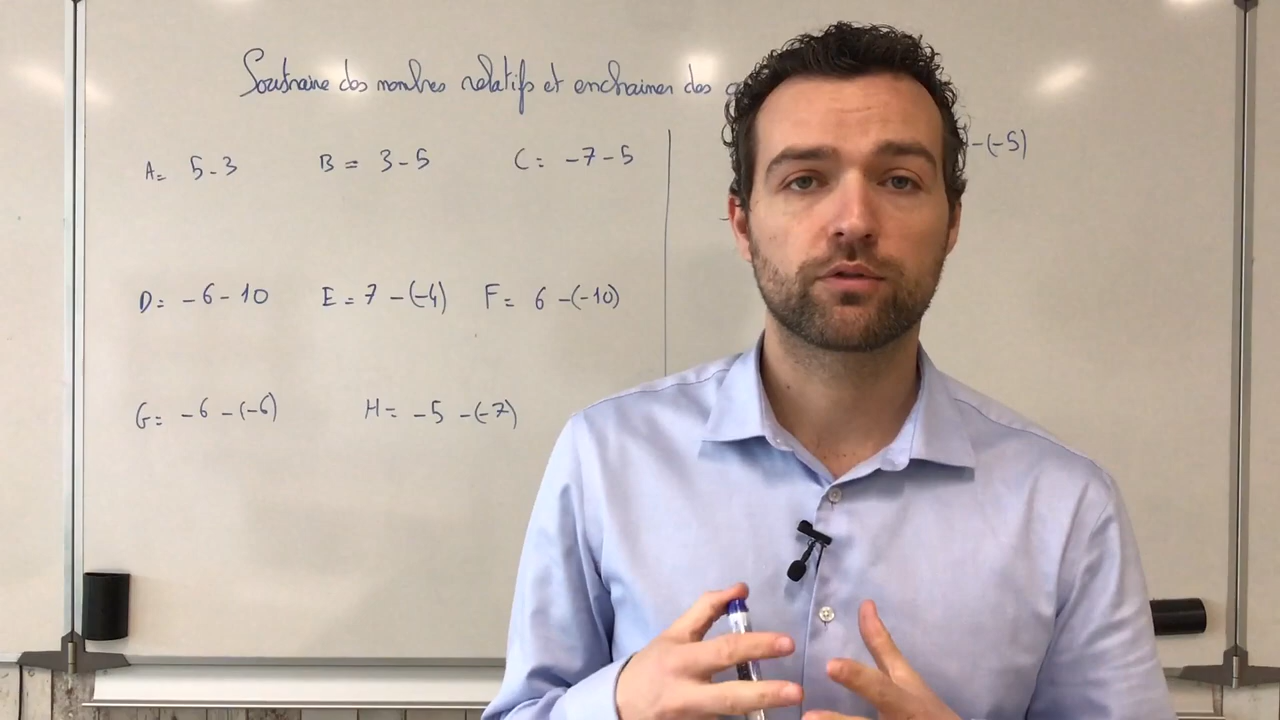 Soustraire des nombres relatifs et enchainer des
A= 5-3 B = 3-5 C= -7-5
-(-5)
D= -6-10 E= 7-(-4) F= 6-(-10)
G= -6-(-6) H= -5-(-7)